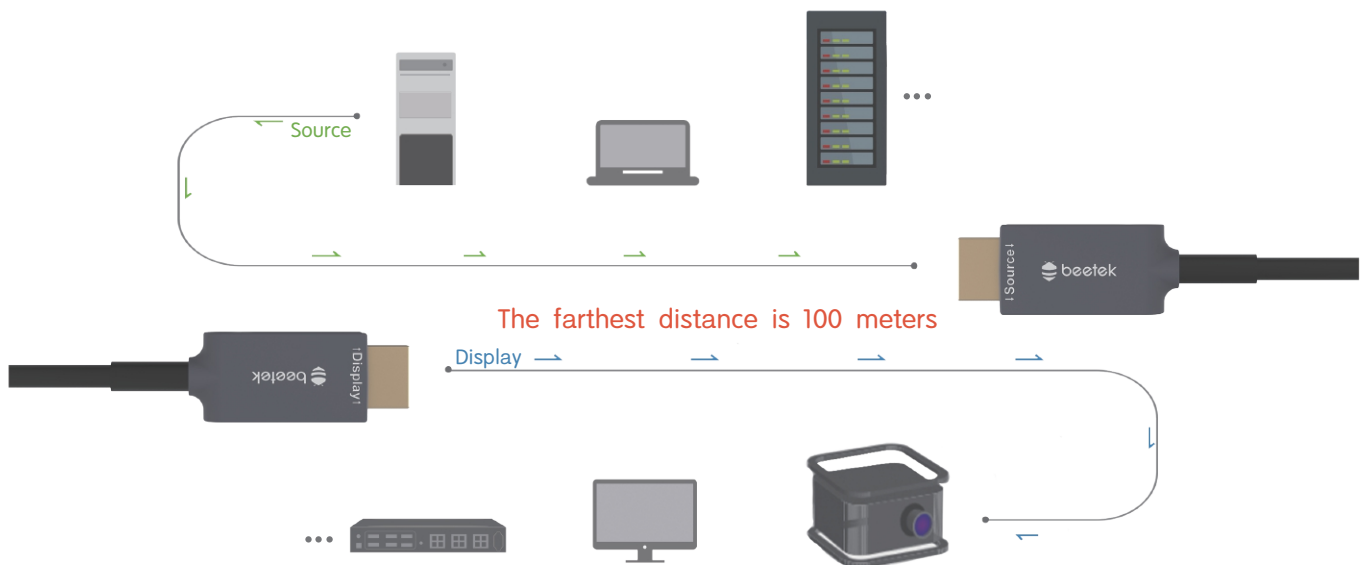 Source
↑Source↑
beetek
The farthest distance is 100 meters
Display
beetek
↑Display↑